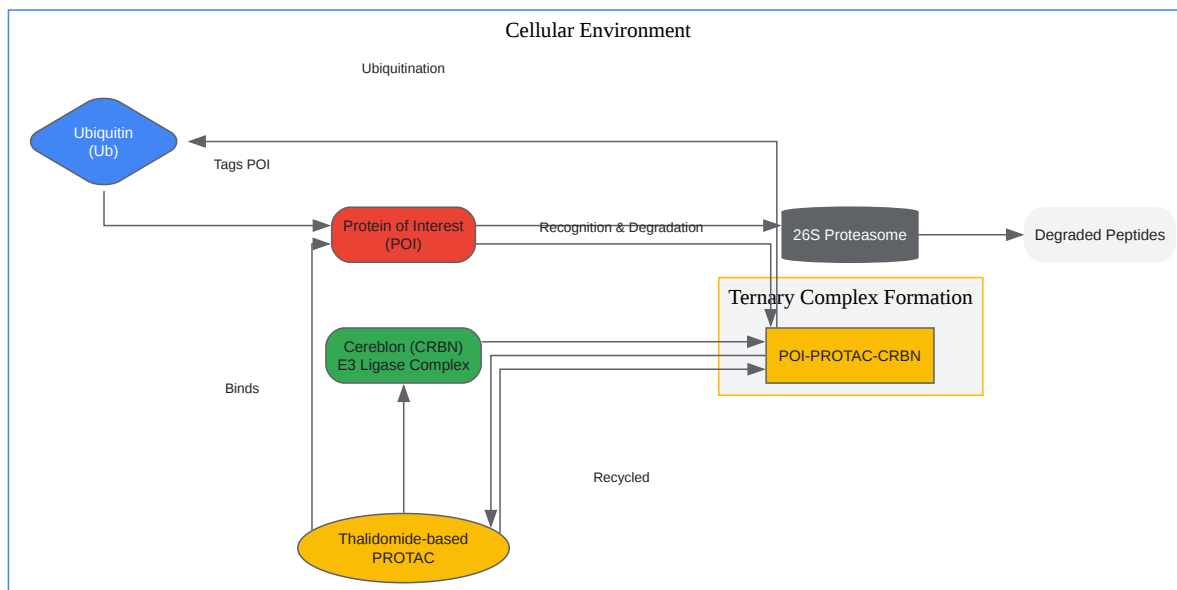 Cellular Environment
Ubiquitination
Ubiquitin
(Ub)
Tags POI
Protein of Interest
(POI)
Recognition & Degradation
26S Proteasome
Degraded Peptides
Ternary Complex Formation
Cereblon (CRBN)
E3 Ligase Complex
POI-PROTAC-CRBN
Binds
Recycled
Thalidomide-based
PROTAC